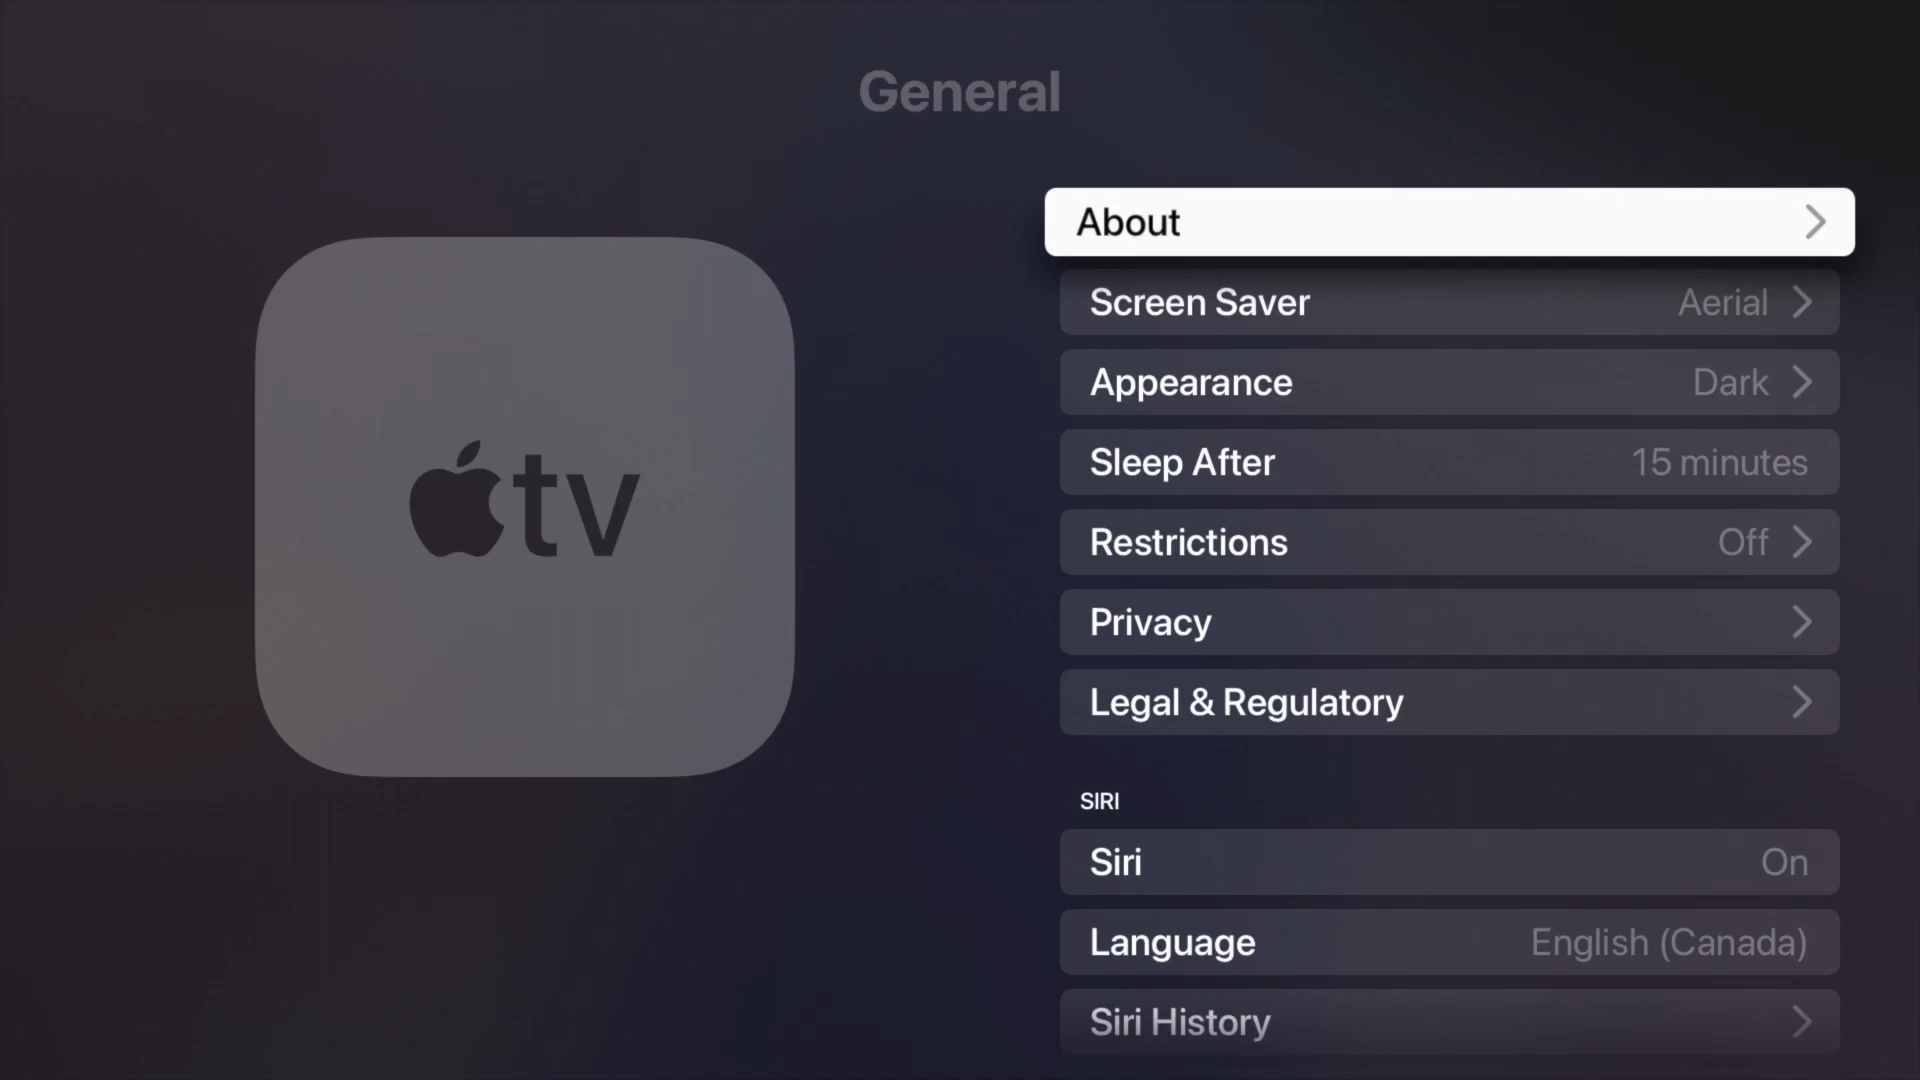 General
tv
About
Screen Saver Aerial
Appearance Dark
Sleep After 15 minutes
Restrictions Off
Privacy
Legal & Regulatory
SIRI
Siri On
Language English (Canada)
Siri History